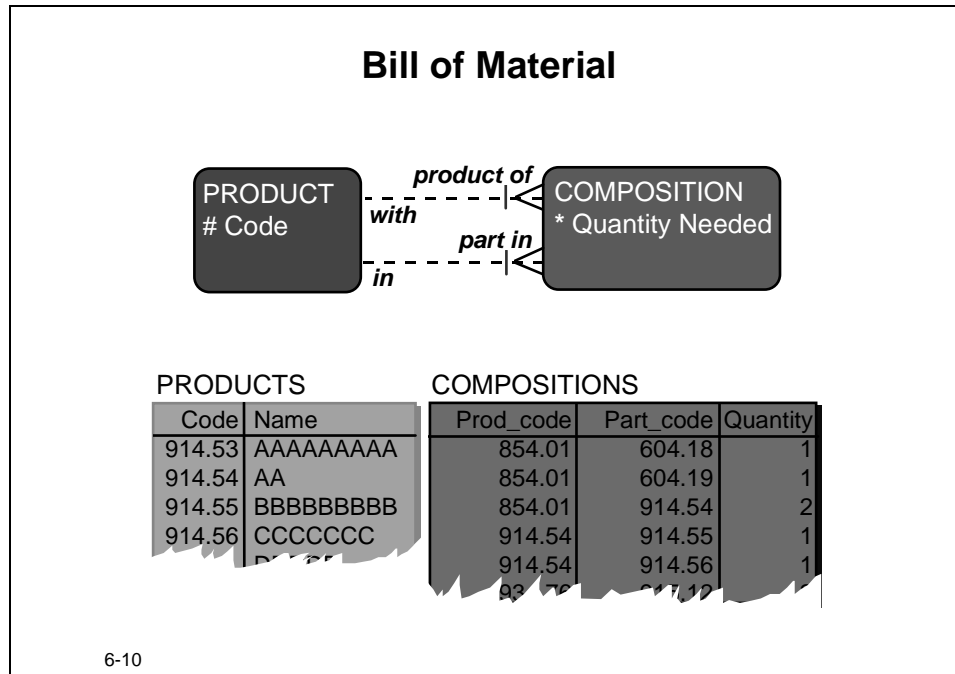 Bill of Material
product of
PRODUCT
# Code
with
COMPOSITION
* Quantity Needed
part in
in
PRODUCTS
Code Name
914.53 AAAAAAAAA
914.54 AA
914.55 BBBBBBBBB
914.56 CCCCCCC
COMPOSITIONS
Prod_code Part_code Quantity
854.01 604.18 1
854.01 604.19 1
854.01 914.54 2
914.54 914.55 1
914.54 914.56 1
6-10